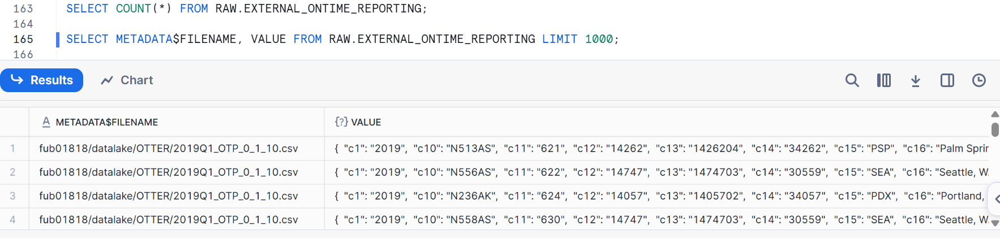 163 SELECT COUNT(*) FROM RAW.EXTERNAL_ONTIME_REPORTING;
164
165 SELECT METADATA$FILENAME, VALUE FROM RAW.EXTERNAL_ONTIME_REPORTING LIMIT 1000;
166
Results Chart
METADATA$FILENAME VALUE
1 fub01818/datalake/OTTER/2019Q1_OTP_0_1_10.csv { "c1": "2019", "c10": "N513AS", "c11": "621", "c12": "14262", "c13": "1426204", "c14": "34262", "c15": "PSP", "c16": "Palm Sprin
2 fub01818/datalake/OTTER/2019Q1_OTP_0_1_10.csv { "c1": "2019", "c10": "N556AS", "c11": "622", "c12": "14747", "c13": "1474703", "c14": "30559", "c15": "SEA", "c16": "Seattle, W
3 fub01818/datalake/OTTER/2019Q1_OTP_0_1_10.csv { "c1": "2019", "c10": "N236AK", "c11": "624", "c12": "14057", "c13": "1405702", "c14": "34057", "c15": "PDX", "c16": "Portland,
4 fub01818/datalake/OTTER/2019Q1_OTP_0_1_10.csv { "c1": "2019", "c10": "N558AS", "c11": "630", "c12": "14747", "c13": "1474703", "c14": "30559", "c15": "SEA", "c16": "Seattle, W